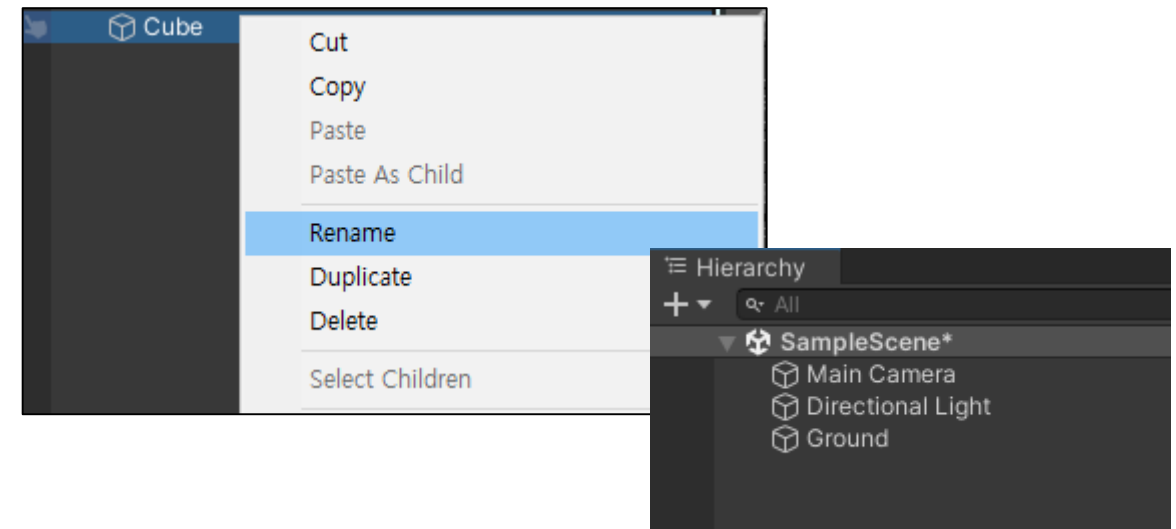 Cube
Cut
Copy
Paste
Paste As Child
Rename
Duplicate
Delete
Select Children
Hierarchy
All
SampleScene*
Main Camera
Directional Light
Ground